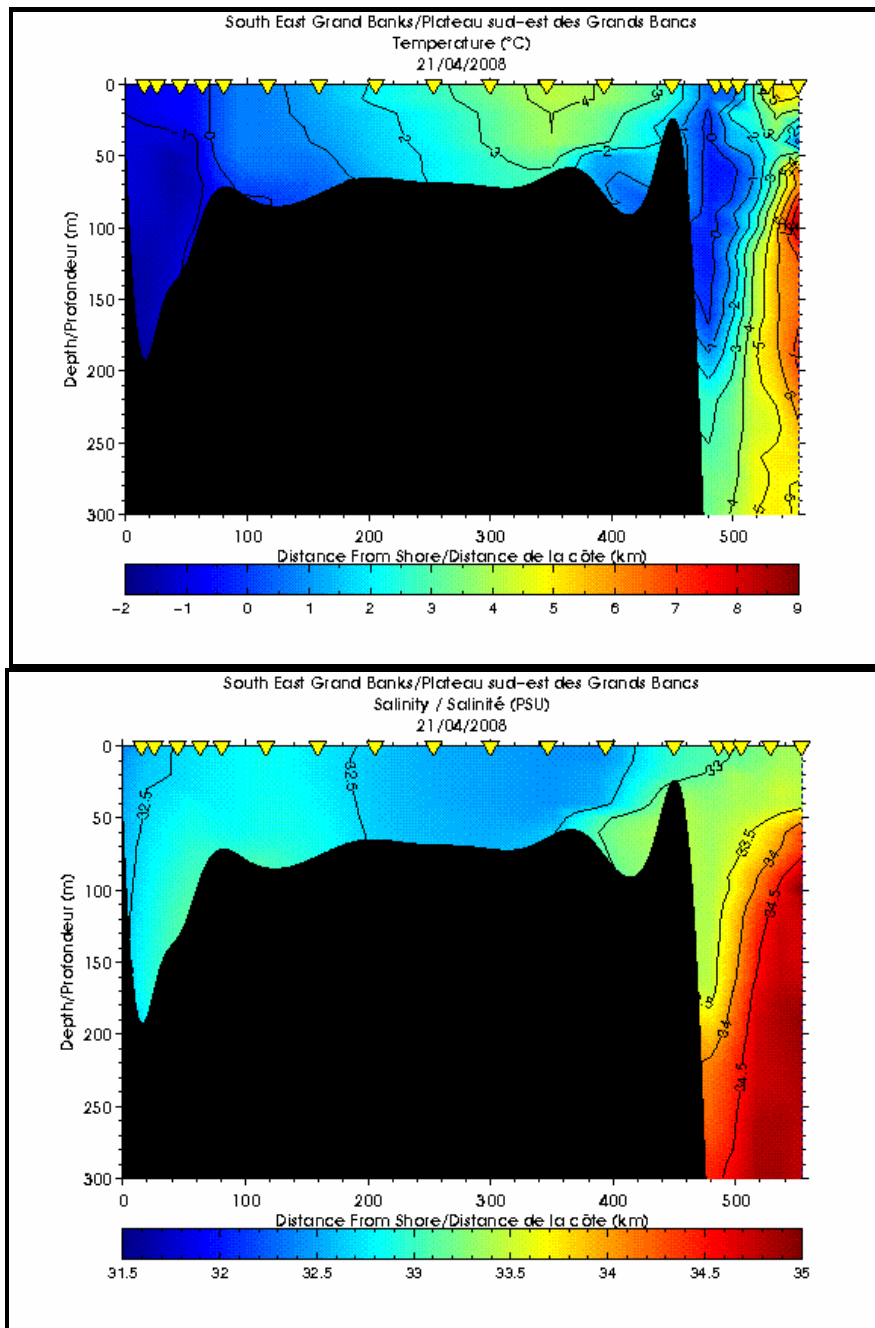 South East Grand Banks/Plateau sud-est des Grands Bancs
Temperature (°C)
21/04/2008
0
50
100
150
200
250
300
Depth/Profondeur (m)
0 100 200 300 400 500
Distance From Shore/Distance de la côte (km)
-2 -1 0 1 2 3 4 5 6 7 8 9
South East Grand Banks/Plateau sud-est des Grands Bancs
Salinity / Salinité (PSU)
21/04/2008
32.5
32.5
33
33.5
34
34.5
34
34.5
0
50
100
150
200
250
300
Depth/Profondeur (m)
0 100 200 300 400 500
Distance From Shore/Distance de la côte (km)
31.5 32 32.5 33 33.5 34 34.5 35